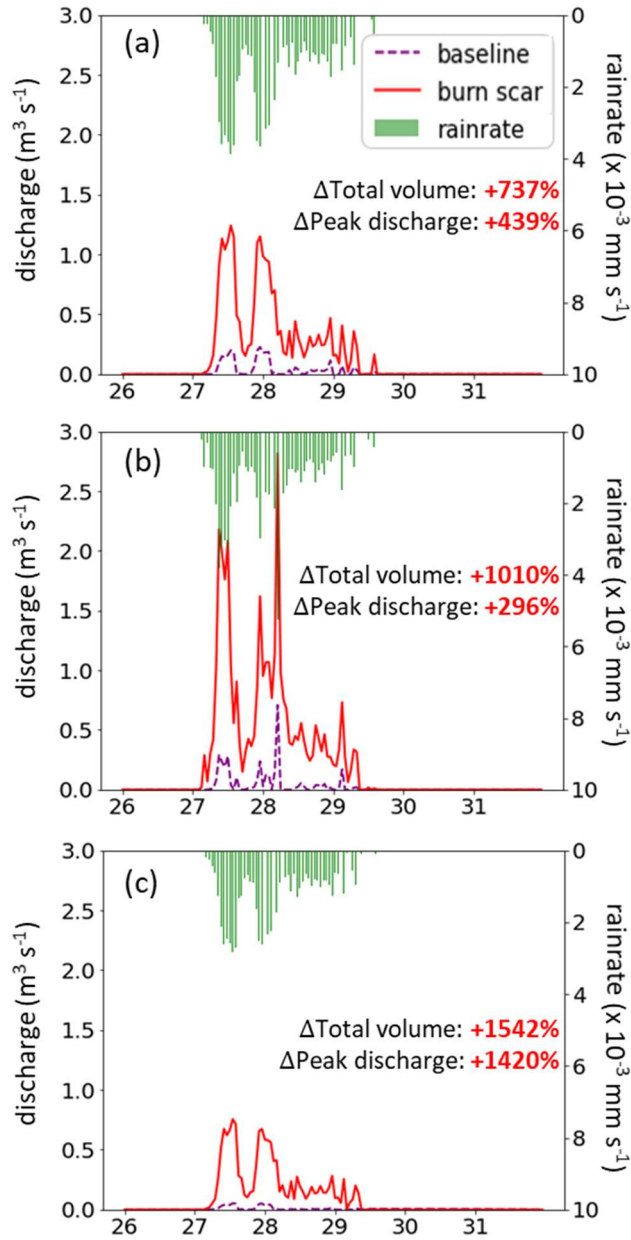 (a)
baseline
burn scar
rainrate
ΔTotal volume: +737%
ΔPeak discharge: +439%
discharge (m³ s⁻¹)
3.0
2.5
2.0
1.5
1.0
0.5
0.0
rainrate (x 10⁻³ mm s⁻¹)
0
2
4
6
8
10
26 27 28 29 30 31
(b)
ΔTotal volume: +1010%
ΔPeak discharge: +296%
discharge (m³ s⁻¹)
3.0
2.5
2.0
1.5
1.0
0.5
0.0
rainrate (x 10⁻³ mm s⁻¹)
0
2
4
6
8
10
26 27 28 29 30 31
(c)
ΔTotal volume: +1542%
ΔPeak discharge: +1420%
discharge (m³ s⁻¹)
3.0
2.5
2.0
1.5
1.0
0.5
0.0
rainrate (x 10⁻³ mm s⁻¹)
0
2
4
6
8
10
26 27 28 29 30 31